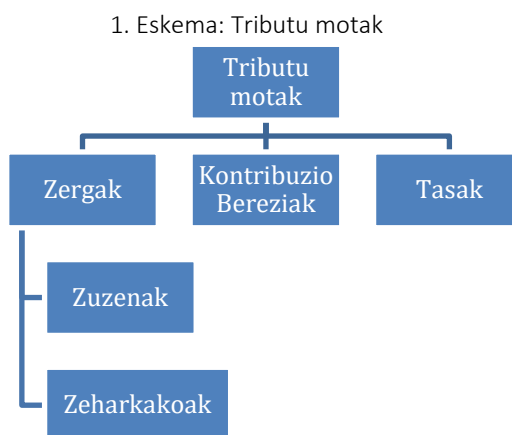 1. Eskema: Tributu motak
Tributu
motak
Zergak
Kontribuzio
Bereziak
Tasak
Zuzenak
Zeharkakoak